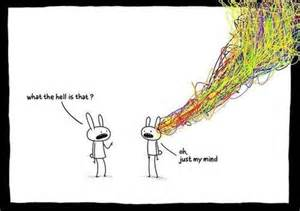 what the hell is that ?
oh,
just my mind